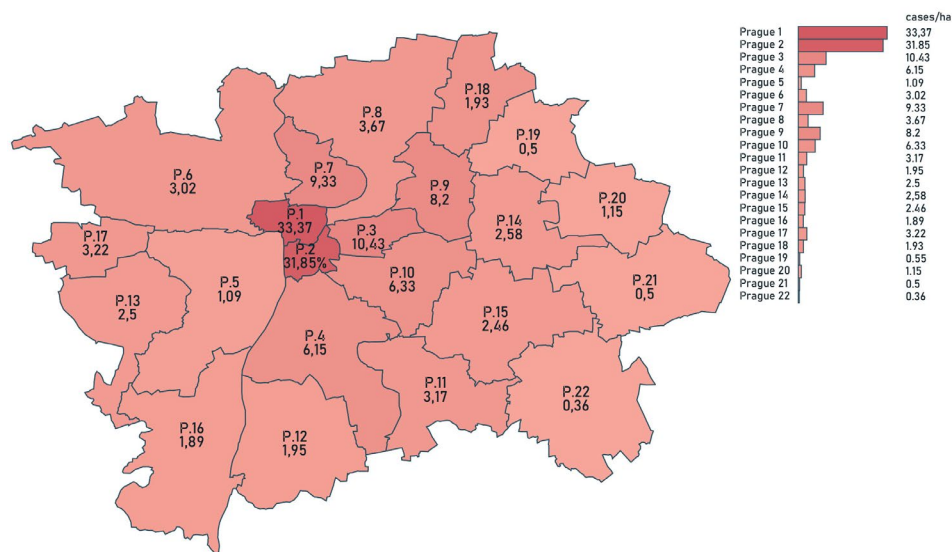 cases/ha
Prague 1 33,37
Prague 2 31.85
Prague 3 10.43
Prague 4 6.15
Prague 5 1.09
Prague 6 3.02
Prague 7 9.33
Prague 8 3.67
Prague 9 8.2
Prague 10 6.33
Prague 11 3.17
Prague 12 1.95
Prague 13 2.5
Prague 14 2,58
Prague 15 2.46
Prague 16 1.89
Prague 17 3.22
Prague 18 1.93
Prague 19 0.55
Prague 20 1.15
Prague 21 0.5
Prague 22 0.36
P.18
1,93
P.8
3,67
P.19
0,5
P.7
9,33
P.6
3,02
P.9
8,2
P.20
1,15
P.1
33,37
P.14
2,58
P.17
3,22
P.3
10,43
P.2
31,85%
P.10
6,33
P.5
1,09
P.21
0,5
P.13
2,5
P.15
2,46
P.4
6,15
P.11
3,17
P.22
0,36
P.16
1,89
P.12
1,95